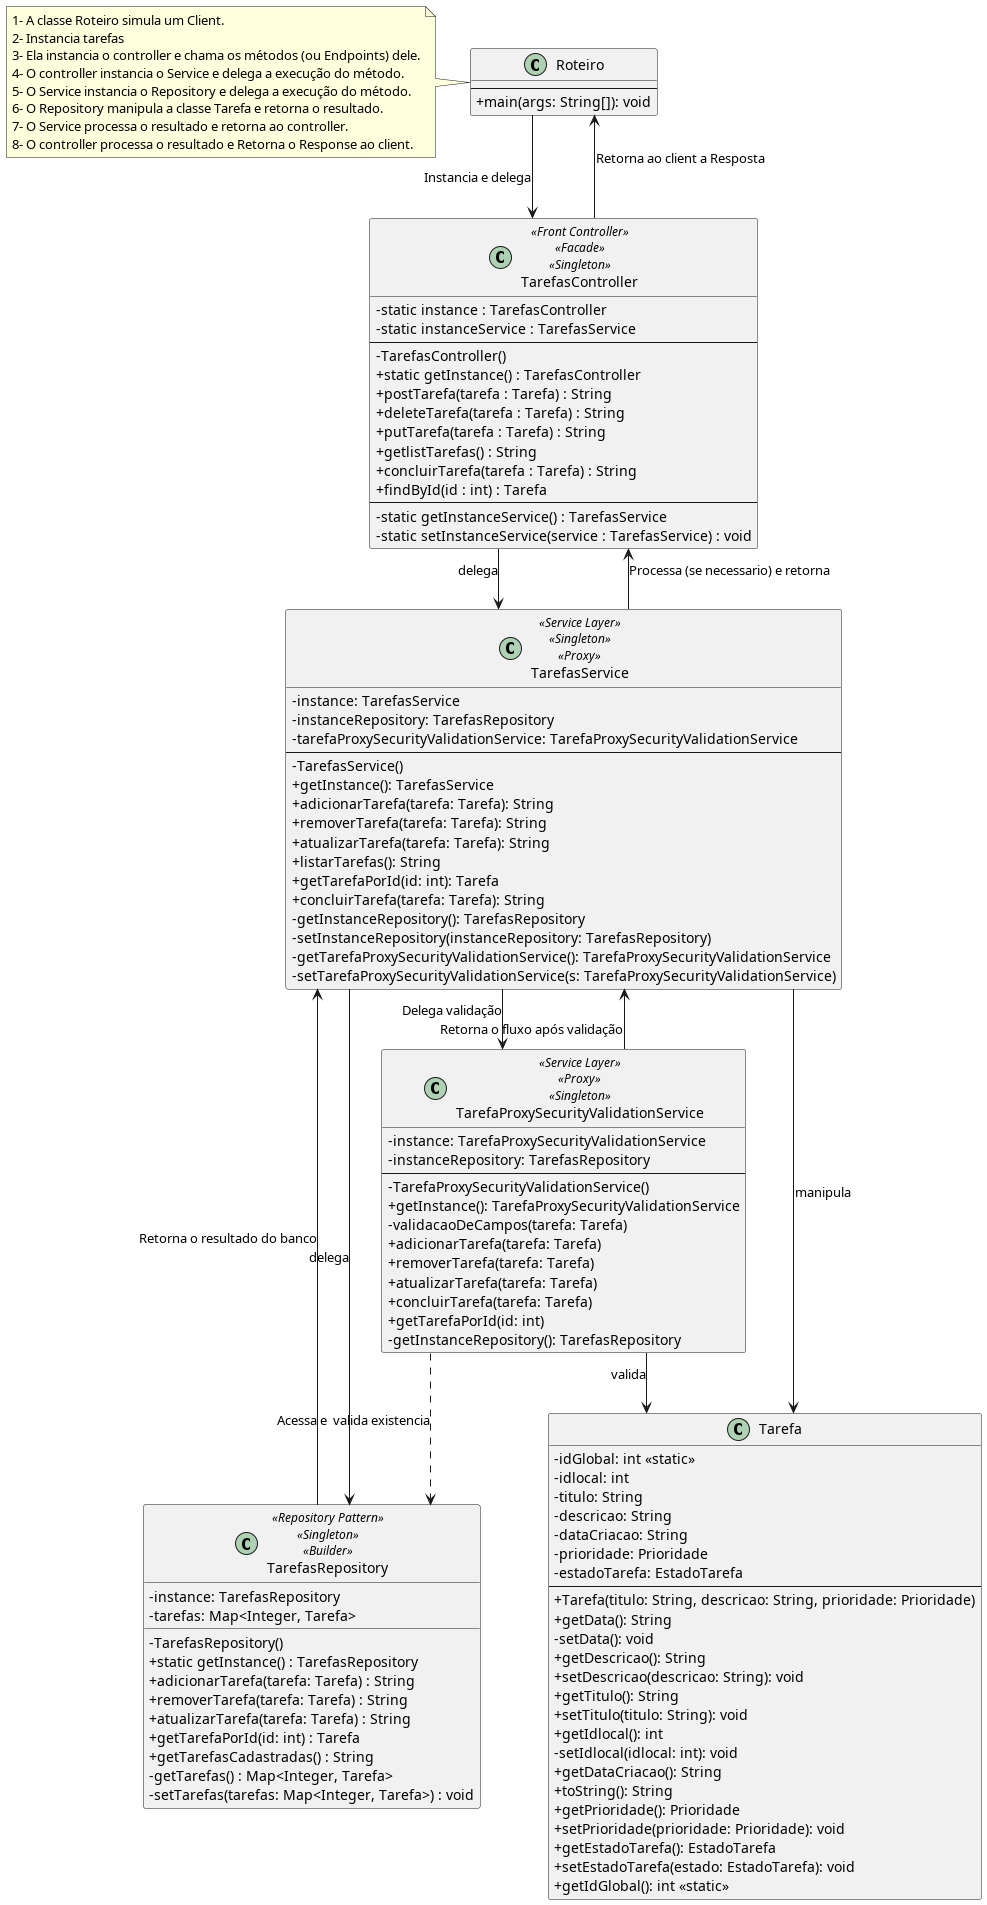 1- A classe Roteiro simula um Client.
2- Instancia tarefas
3- Ela instancia o controller e chama os métodos (ou Endpoints) dele.
4- O controller instancia o Service e delega a execução do método.
5- O Service instancia o Repository e delega a execução do método.
6- O Repository manipula a classe Tarefa e retorna o resultado.
7- O Service processa o resultado e retorna ao controller.
8- O controller processa o resultado e Retorna o Response ao client.
C Roteiro
+main(args: String[]): void
Instancia e delega
Retorna ao client a Resposta
«Front Controller»
«Facade»
«Singleton»
C TarefasController
-static instance : TarefasController
-static instanceService : TarefasService
-TarefasController()
+static getInstance() : TarefasController
+postTarefa(tarefa : Tarefa) : String
+deleteTarefa(tarefa : Tarefa) : String
+putTarefa(tarefa : Tarefa) : String
+getlistTarefas() : String
+concluirTarefa(tarefa : Tarefa) : String
+findById(id : int) : Tarefa
-static getInstanceService() : TarefasService
-static setInstanceService(service : TarefasService) : void
delega
Processa (se necessario) e retorna
«Service Layer»
«Singleton»
«Proxy»
C TarefasService
-instance: TarefasService
-instanceRepository: TarefasRepository
-tarefaProxySecurityValidationService: TarefaProxySecurityValidationService
-TarefasService()
+getInstance(): TarefasService
+adicionarTarefa(tarefa: Tarefa): String
+removerTarefa(tarefa: Tarefa): String
+atualizarTarefa(tarefa: Tarefa): String
+listarTarefas(): String
+getTarefaPorId(id: int): Tarefa
+concluirTarefa(tarefa: Tarefa): String
-getInstanceRepository(): TarefasRepository
-setInstanceRepository(instanceRepository: TarefasRepository)
-getTarefaProxySecurityValidationService(): TarefaProxySecurityValidationService
-setTarefaProxySecurityValidationService(s: TarefaProxySecurityValidationService)
Delega validação
Retorna o fluxo após validação
«Service Layer»
«Proxy»
«Singleton»
C TarefaProxySecurityValidationService
-instance: TarefaProxySecurityValidationService
-instanceRepository: TarefasRepository
-TarefaProxySecurityValidationService()
+getInstance(): TarefaProxySecurityValidationService
-validacaoDeCampos(tarefa: Tarefa)
+adicionarTarefa(tarefa: Tarefa)
+removerTarefa(tarefa: Tarefa)
+atualizarTarefa(tarefa: Tarefa)
+concluirTarefa(tarefa: Tarefa)
+getTarefaPorId(id: int)
-getInstanceRepository(): TarefasRepository
manipula
Retorna o resultado do banco
delega
valida
Acessa e valida existencia
«Repository Pattern»
«Singleton»
«Builder»
C TarefasRepository
-instance: TarefasRepository
-tarefas: Map<Integer, Tarefa>
-TarefasRepository()
+static getInstance() : TarefasRepository
+adicionarTarefa(tarefa: Tarefa) : String
+removerTarefa(tarefa: Tarefa) : String
+atualizarTarefa(tarefa: Tarefa) : String
+getTarefaPorId(id: int) : Tarefa
+getTarefasCadastradas() : String
-getTarefas() : Map<Integer, Tarefa>
-setTarefas(tarefas: Map<Integer, Tarefa>) : void
C Tarefa
-idGlobal: int «static»
-idlocal: int
-titulo: String
-descricao: String
-dataCriacao: String
-prioridade: Prioridade
-estadoTarefa: EstadoTarefa
+Tarefa(titulo: String, descricao: String, prioridade: Prioridade)
+getData(): String
-setData(): void
+getDescricao(): String
+setDescricao(descricao: String): void
+getTitulo(): String
+setTitulo(titulo: String): void
+getIdlocal(): int
-setIdlocal(idlocal: int): void
+getDataCriacao(): String
+toString(): String
+getPrioridade(): Prioridade
+setPrioridade(prioridade: Prioridade): void
+getEstadoTarefa(): EstadoTarefa
+setEstadoTarefa(estado: EstadoTarefa): void
+getIdGlobal(): int «static»